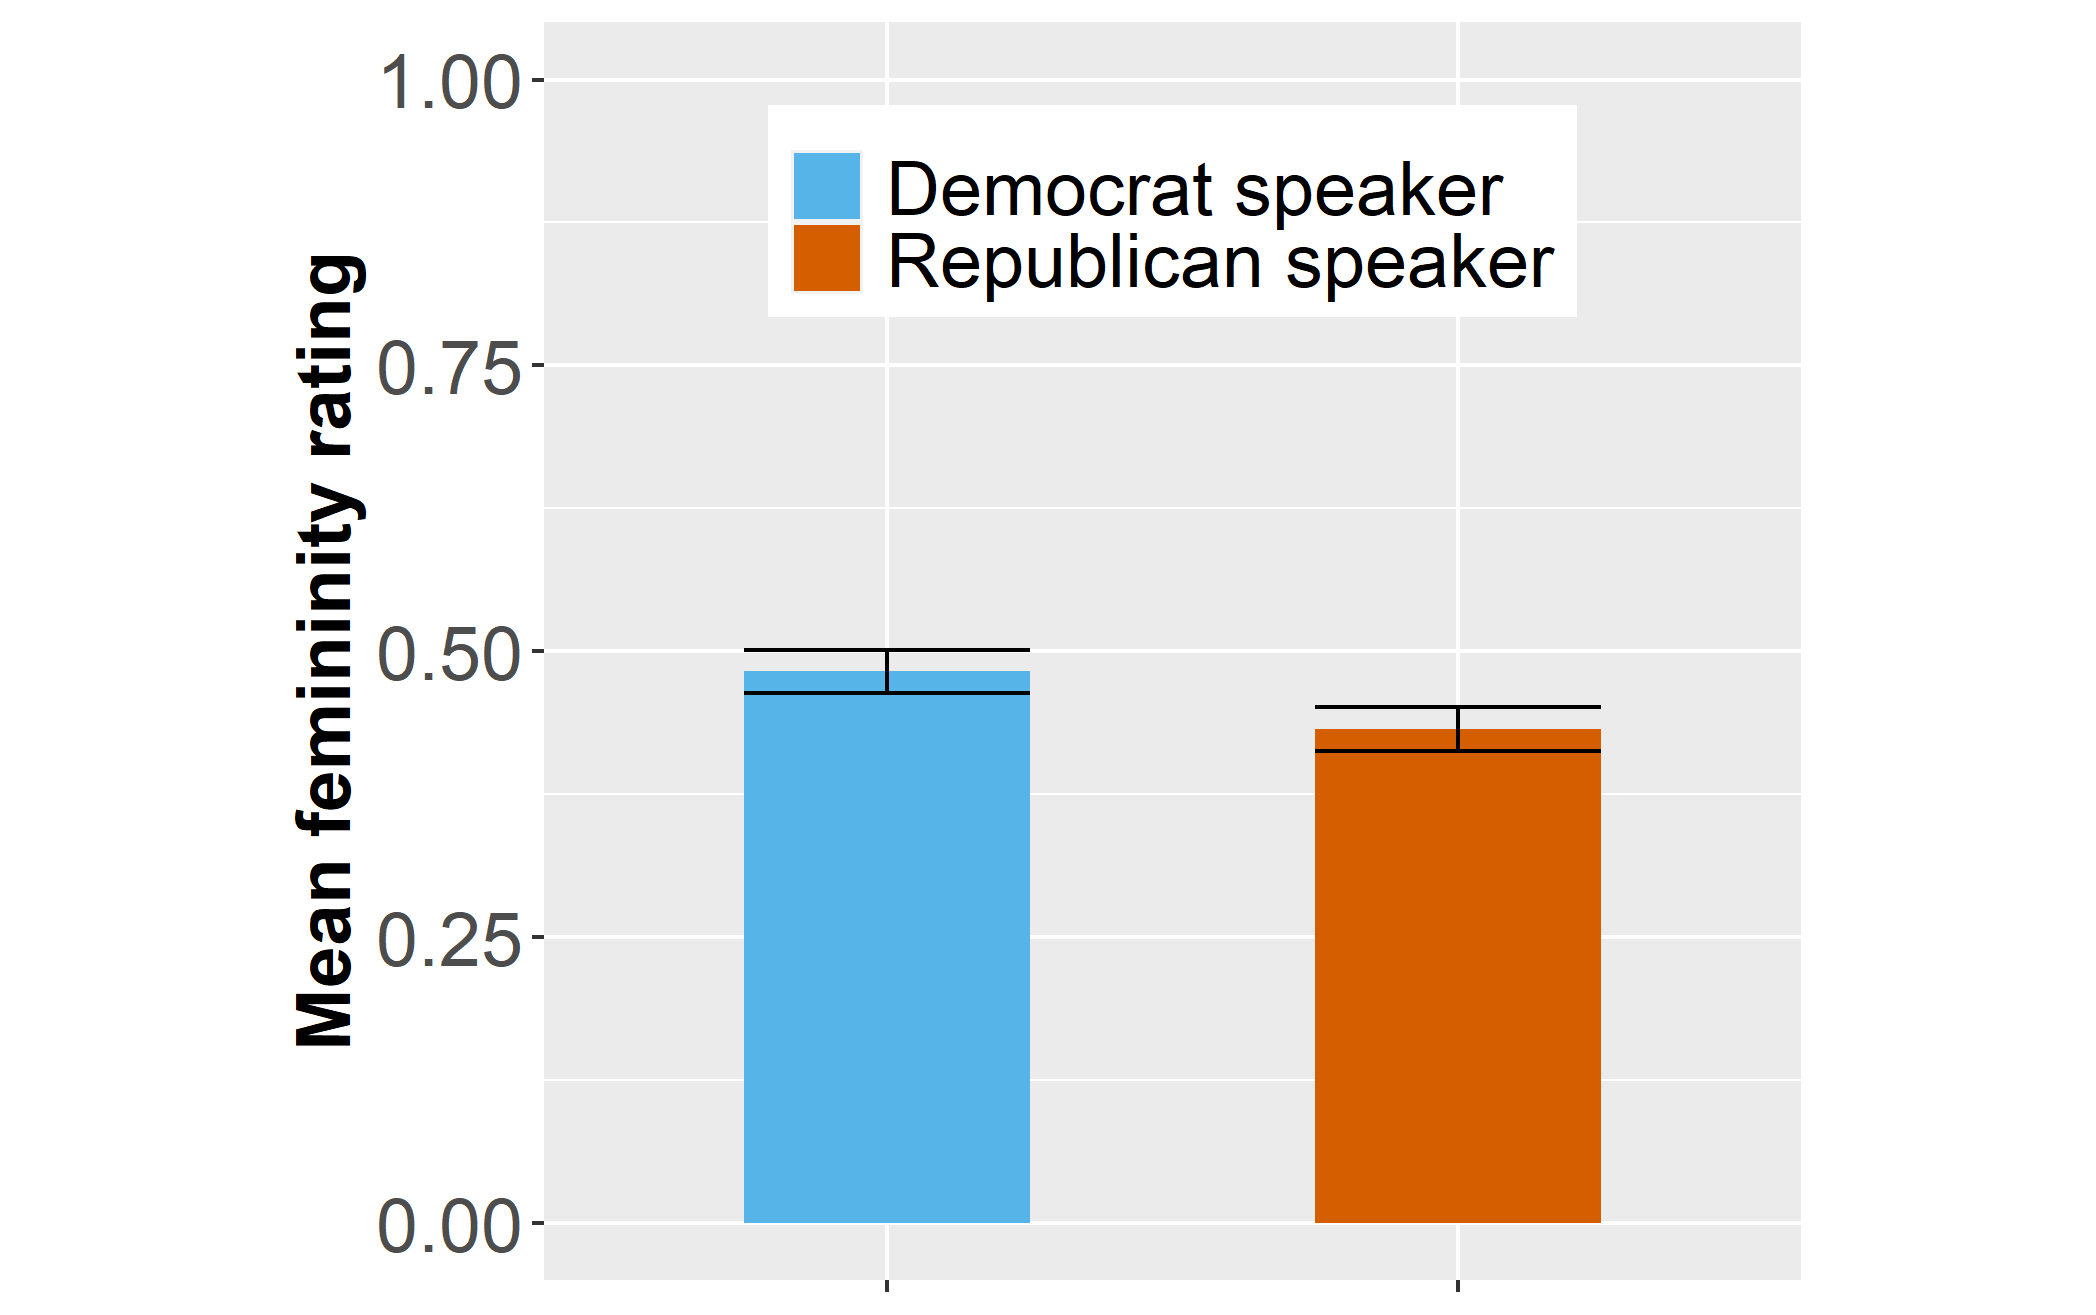 Mean femininity rating
1.00
0.75
0.50
0.25
0.00
Democrat speaker
Republican speaker